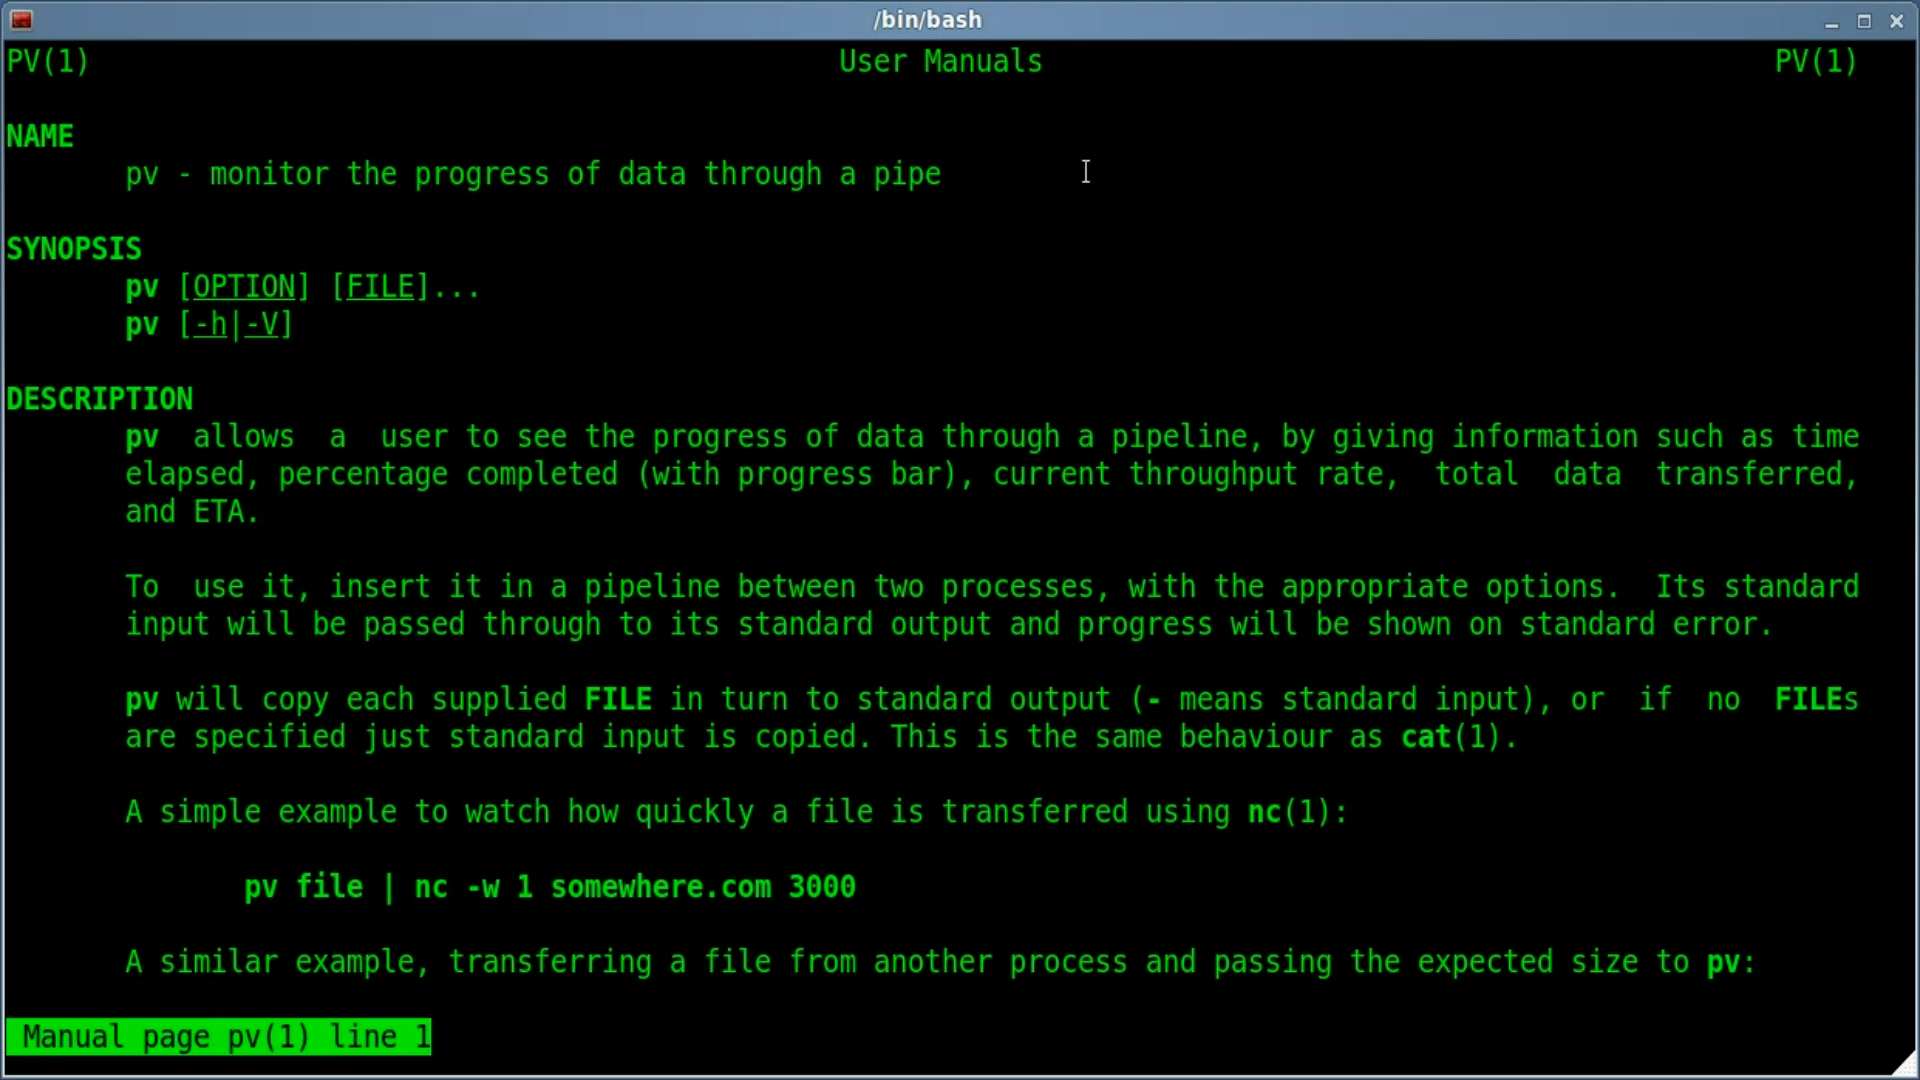 /bin/bash
PV(1) User Manuals PV(1)
NAME
pv - monitor the progress of data through a pipe
SYNOPSIS
pv [OPTION] [FILE]...
pv [-h|-V]
DESCRIPTION
pv allows a user to see the progress of data through a pipeline, by giving information such as time
elapsed, percentage completed (with progress bar), current throughput rate, total data transferred,
and ETA.
To use it, insert it in a pipeline between two processes, with the appropriate options. Its standard
input will be passed through to its standard output and progress will be shown on standard error.
pv will copy each supplied FILE in turn to standard output (- means standard input), or if no FILEs
are specified just standard input is copied. This is the same behaviour as cat(1).
A simple example to watch how quickly a file is transferred using nc(1):
pv file | nc -w 1 somewhere.com 3000
A similar example, transferring a file from another process and passing the expected size to pv:
Manual page pv(1) line 1